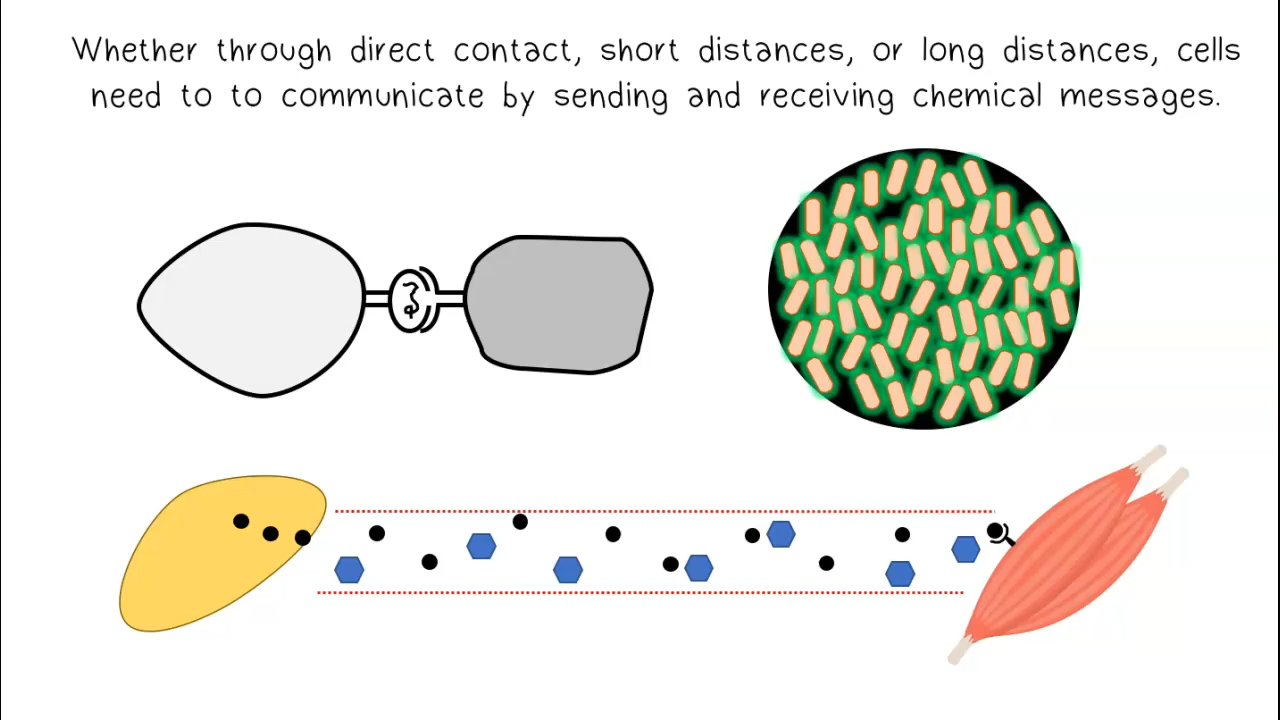 Whether through direct contact, short distances, or long distances, cells
need to to communicate by sending and receiving chemical messages.